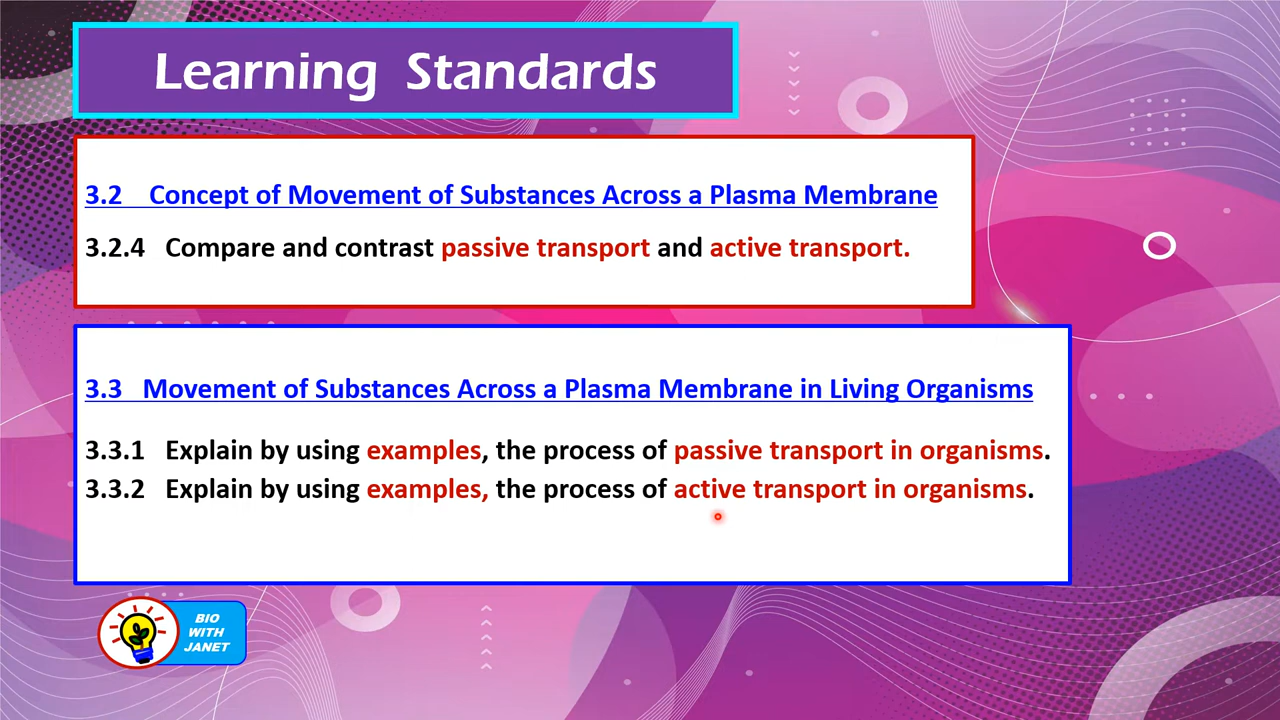 Learning Standards
3.2 Concept of Movement of Substances Across a Plasma Membrane
3.2.4 Compare and contrast passive transport and active transport.
3.3 Movement of Substances Across a Plasma Membrane in Living Organisms
3.3.1 Explain by using examples, the process of passive transport in organisms.
3.3.2 Explain by using examples, the process of active transport in organisms.
BIO
WITH
JANET